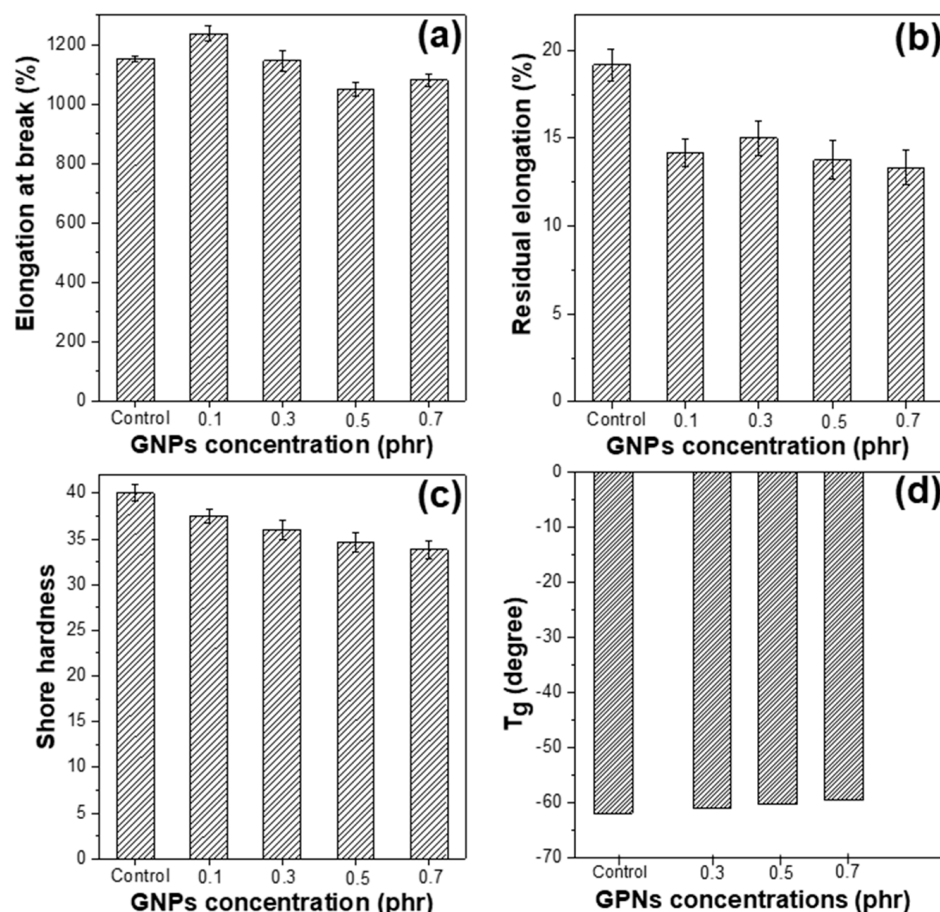 (a)
Elongation at break (%)
1200
1000
800
600
400
200
0
Control 0.1 0.3 0.5 0.7
GNPs concentration (phr)
(b)
Residual elongation (%)
20
15
10
5
0
Control 0.1 0.3 0.5 0.7
GNPs concentration (phr)
(c)
Shore hardness
40
35
30
25
20
15
10
5
0
Control 0.1 0.3 0.5 0.7
GNPs concentration (phr)
(d)
Tg (degree)
0
-10
-20
-30
-40
-50
-60
-70
Control 0.3 0.5 0.7
GPNs concentrations (phr)